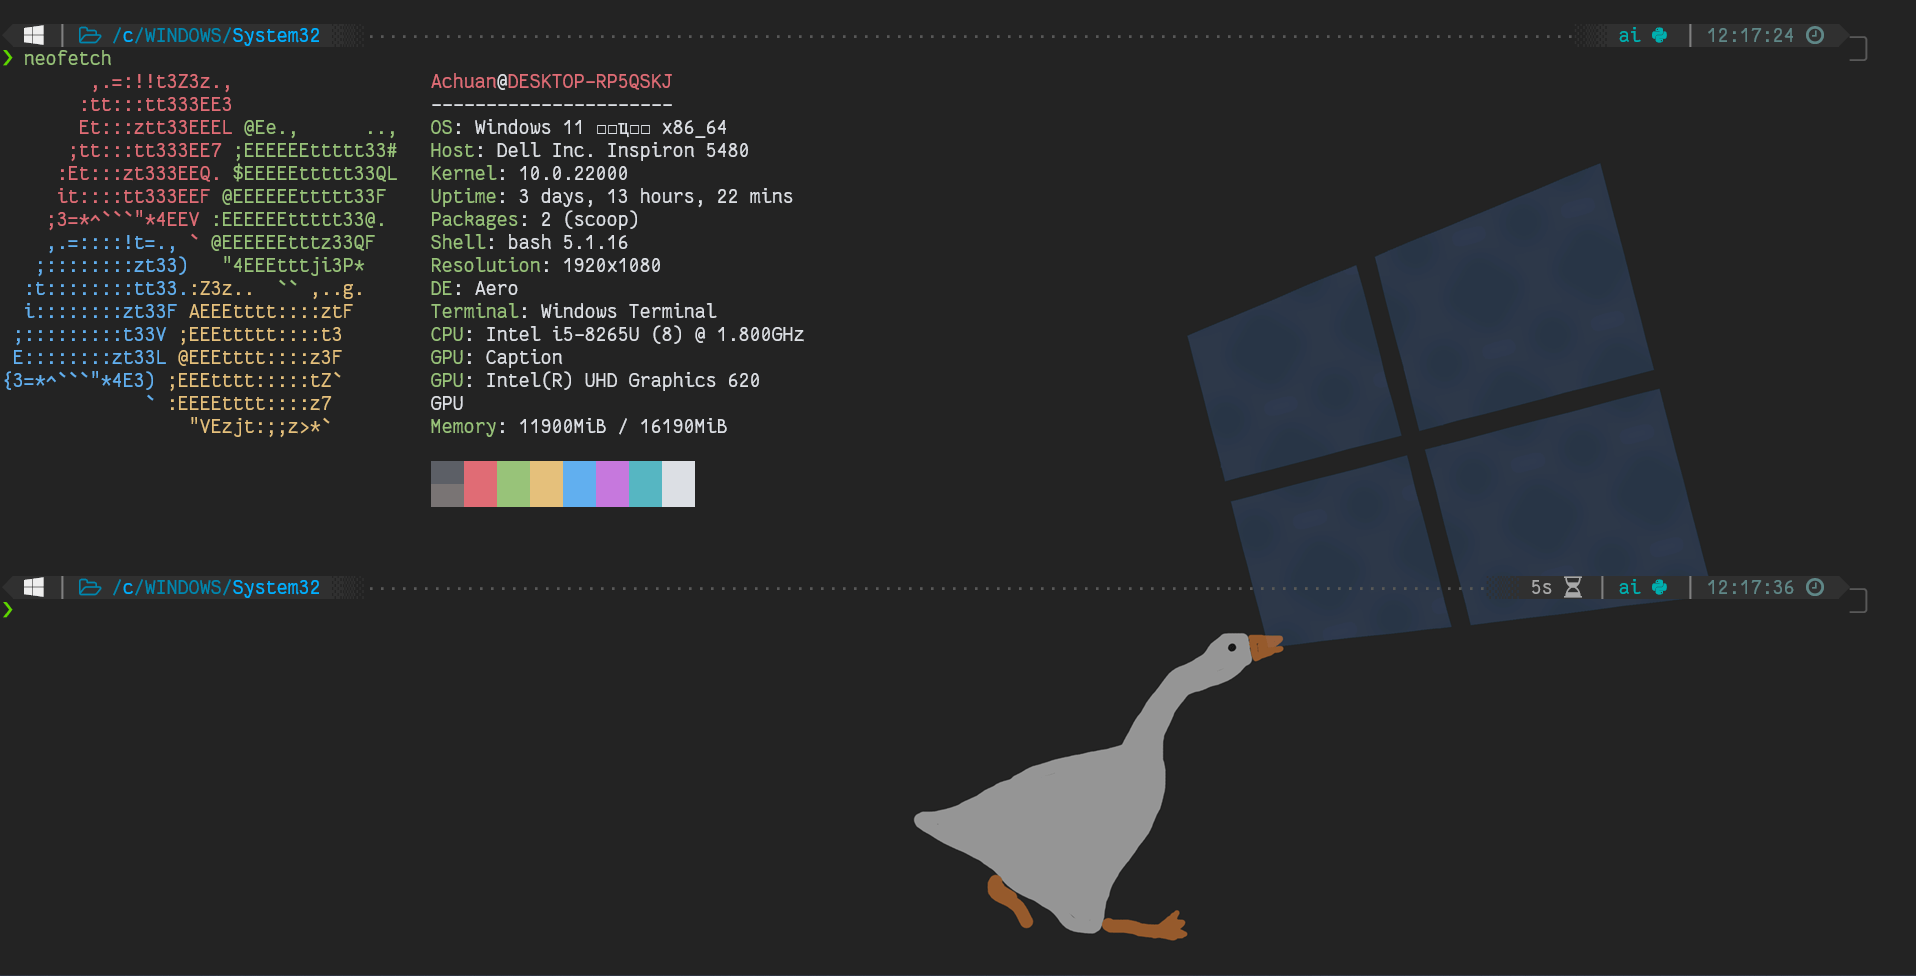 /c/WINDOWS/System32 ai 12:17:24
❯ neofetch
,.=:!!t3Z3z.,
:tt:::tt333EE3
Et:::ztt33EEEL @Ee., ..,
;tt:::tt333EE7 ;EEEEEEttttt33#
:Et:::zt333EEQ. $EEEEEttttt33QL
it::::tt333EEF @EEEEEEttttt33F
;3=*^```"*4EEV :EEEEEEttttt33@.
,.=::::!t=., ` @EEEEEEtttz33QF
;::::::::zt33) "4EEEtttji3P*
:t::::::::tt33.:Z3z.. `` ,..g.
i::::::::zt33F AEEEtttt::::ztF
;:::::::::t33V ;EEEttttt::::t3
E::::::::zt33L @EEEtttt::::z3F
{3=*^```"*4E3) ;EEEtttt:::::tZ`
` :EEEEtttt::::z7
"VEzjt:;;z>*`
Achuan@DESKTOP-RP5QSKJ
----------------------
OS: Windows 11 □□ҵ□□ x86_64
Host: Dell Inc. Inspiron 5480
Kernel: 10.0.22000
Uptime: 3 days, 13 hours, 22 mins
Packages: 2 (scoop)
Shell: bash 5.1.16
Resolution: 1920x1080
DE: Aero
Terminal: Windows Terminal
CPU: Intel i5-8265U (8) @ 1.800GHz
GPU: Caption
GPU: Intel(R) UHD Graphics 620
GPU
Memory: 11900MiB / 16190MiB
/c/WINDOWS/System32 5s ai 12:17:36
❯